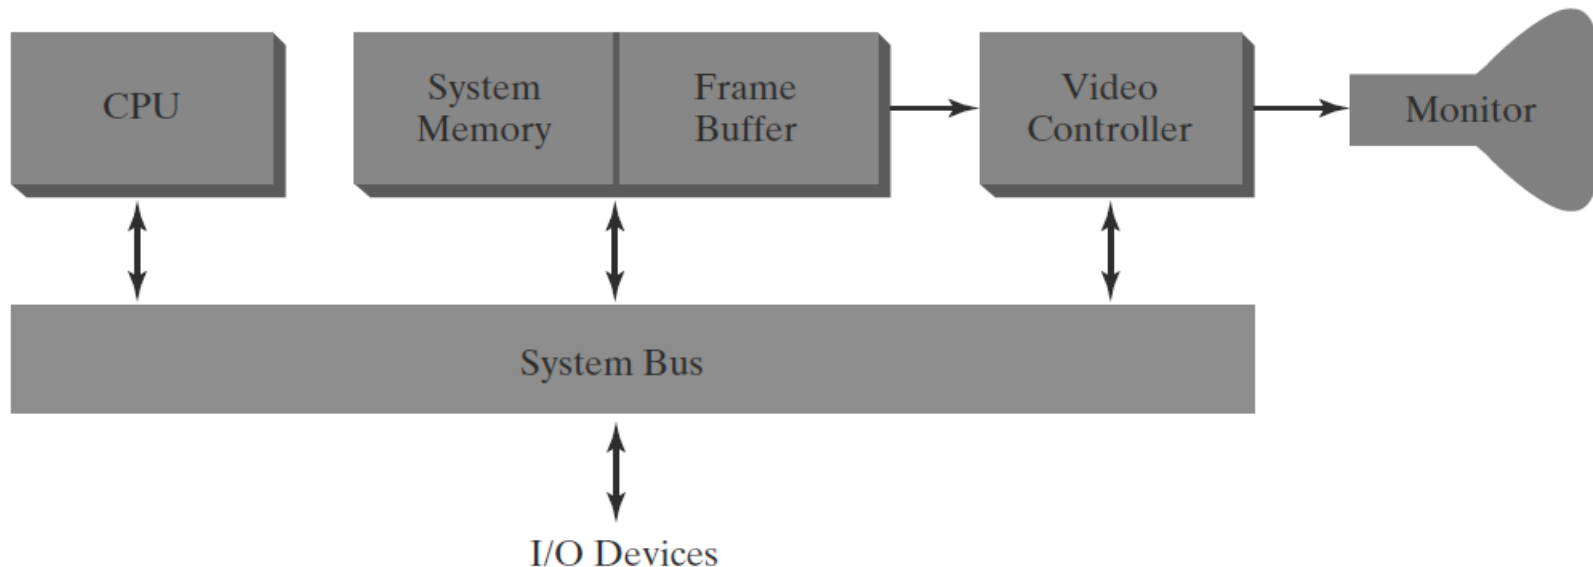 CPU
System
Memory
Frame
Buffer
Video
Controller
Monitor
System Bus
I/O Devices